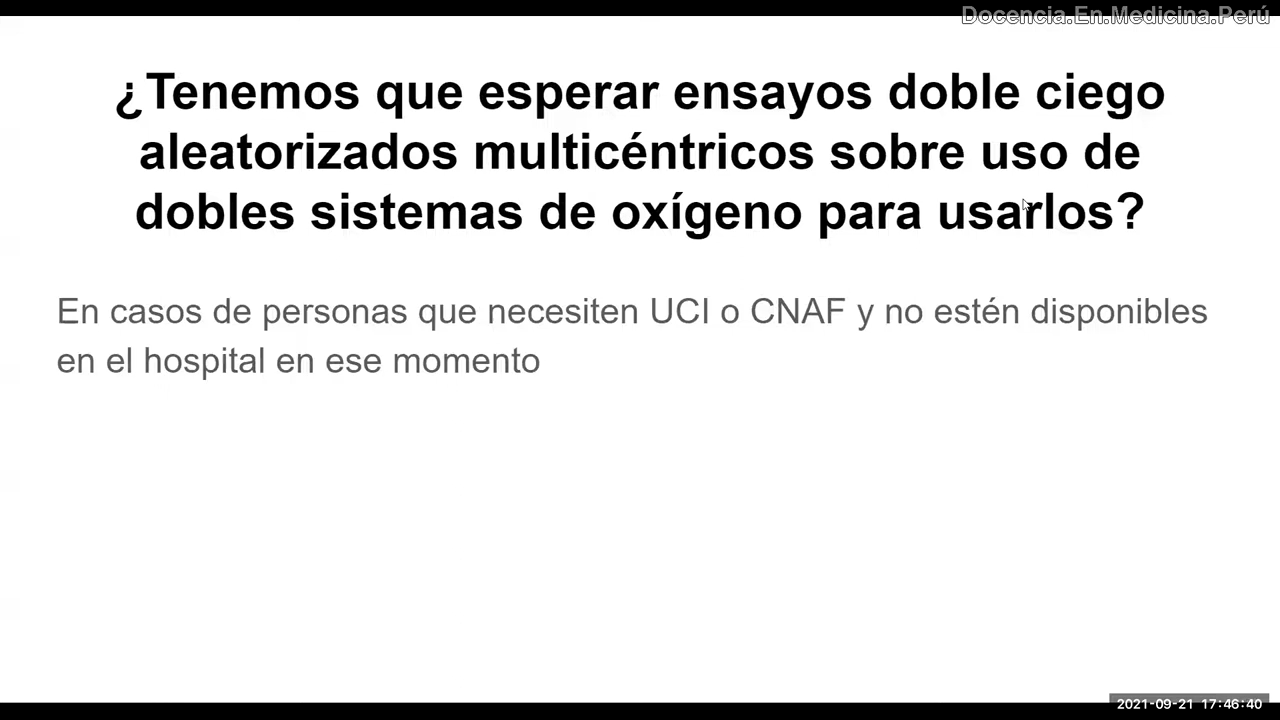 Docencia.En.Medicina.Perú
¿Tenemos que esperar ensayos doble ciego
aleatorizados multicéntricos sobre uso de
dobles sistemas de oxígeno para usarlos?
En casos de personas que necesiten UCI o CNAF y no estén disponibles
en el hospital en ese momento
2021-09-21 17:46:40